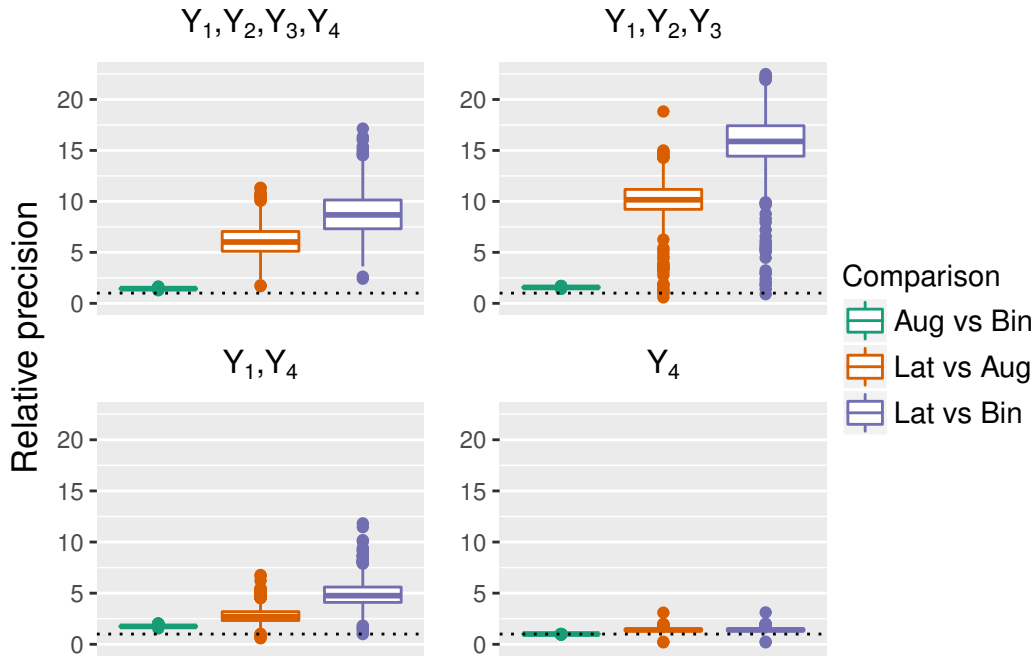 Y₁,Y₂,Y₃,Y₄
Y₁,Y₂,Y₃
20
15
10
5
0
20
15
10
5
0
Relative precision
Y₁,Y₄
Y₄
20
15
10
5
0
20
15
10
5
0
Comparison
Aug vs Bin
Lat vs Aug
Lat vs Bin